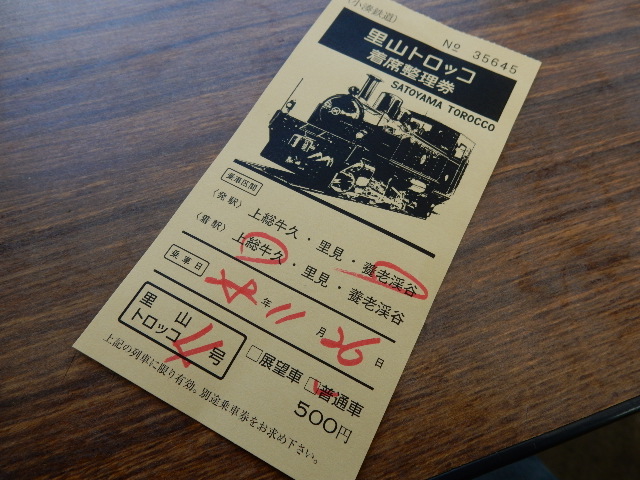 (小湊鉄道)
№ 35645
里山トロッコ
着席整理券
SATOYAMA TOROCCO
乗車区間
(発駅) 上総牛久・里見・養老渓谷
(着駅) 上総牛久・里見・養老渓谷
乗車日 年 11 月 日
里山トロッコ 号
□展望車 □普通車
500円
上記の列車に限り有効。別途乗車券をお求め下さい。